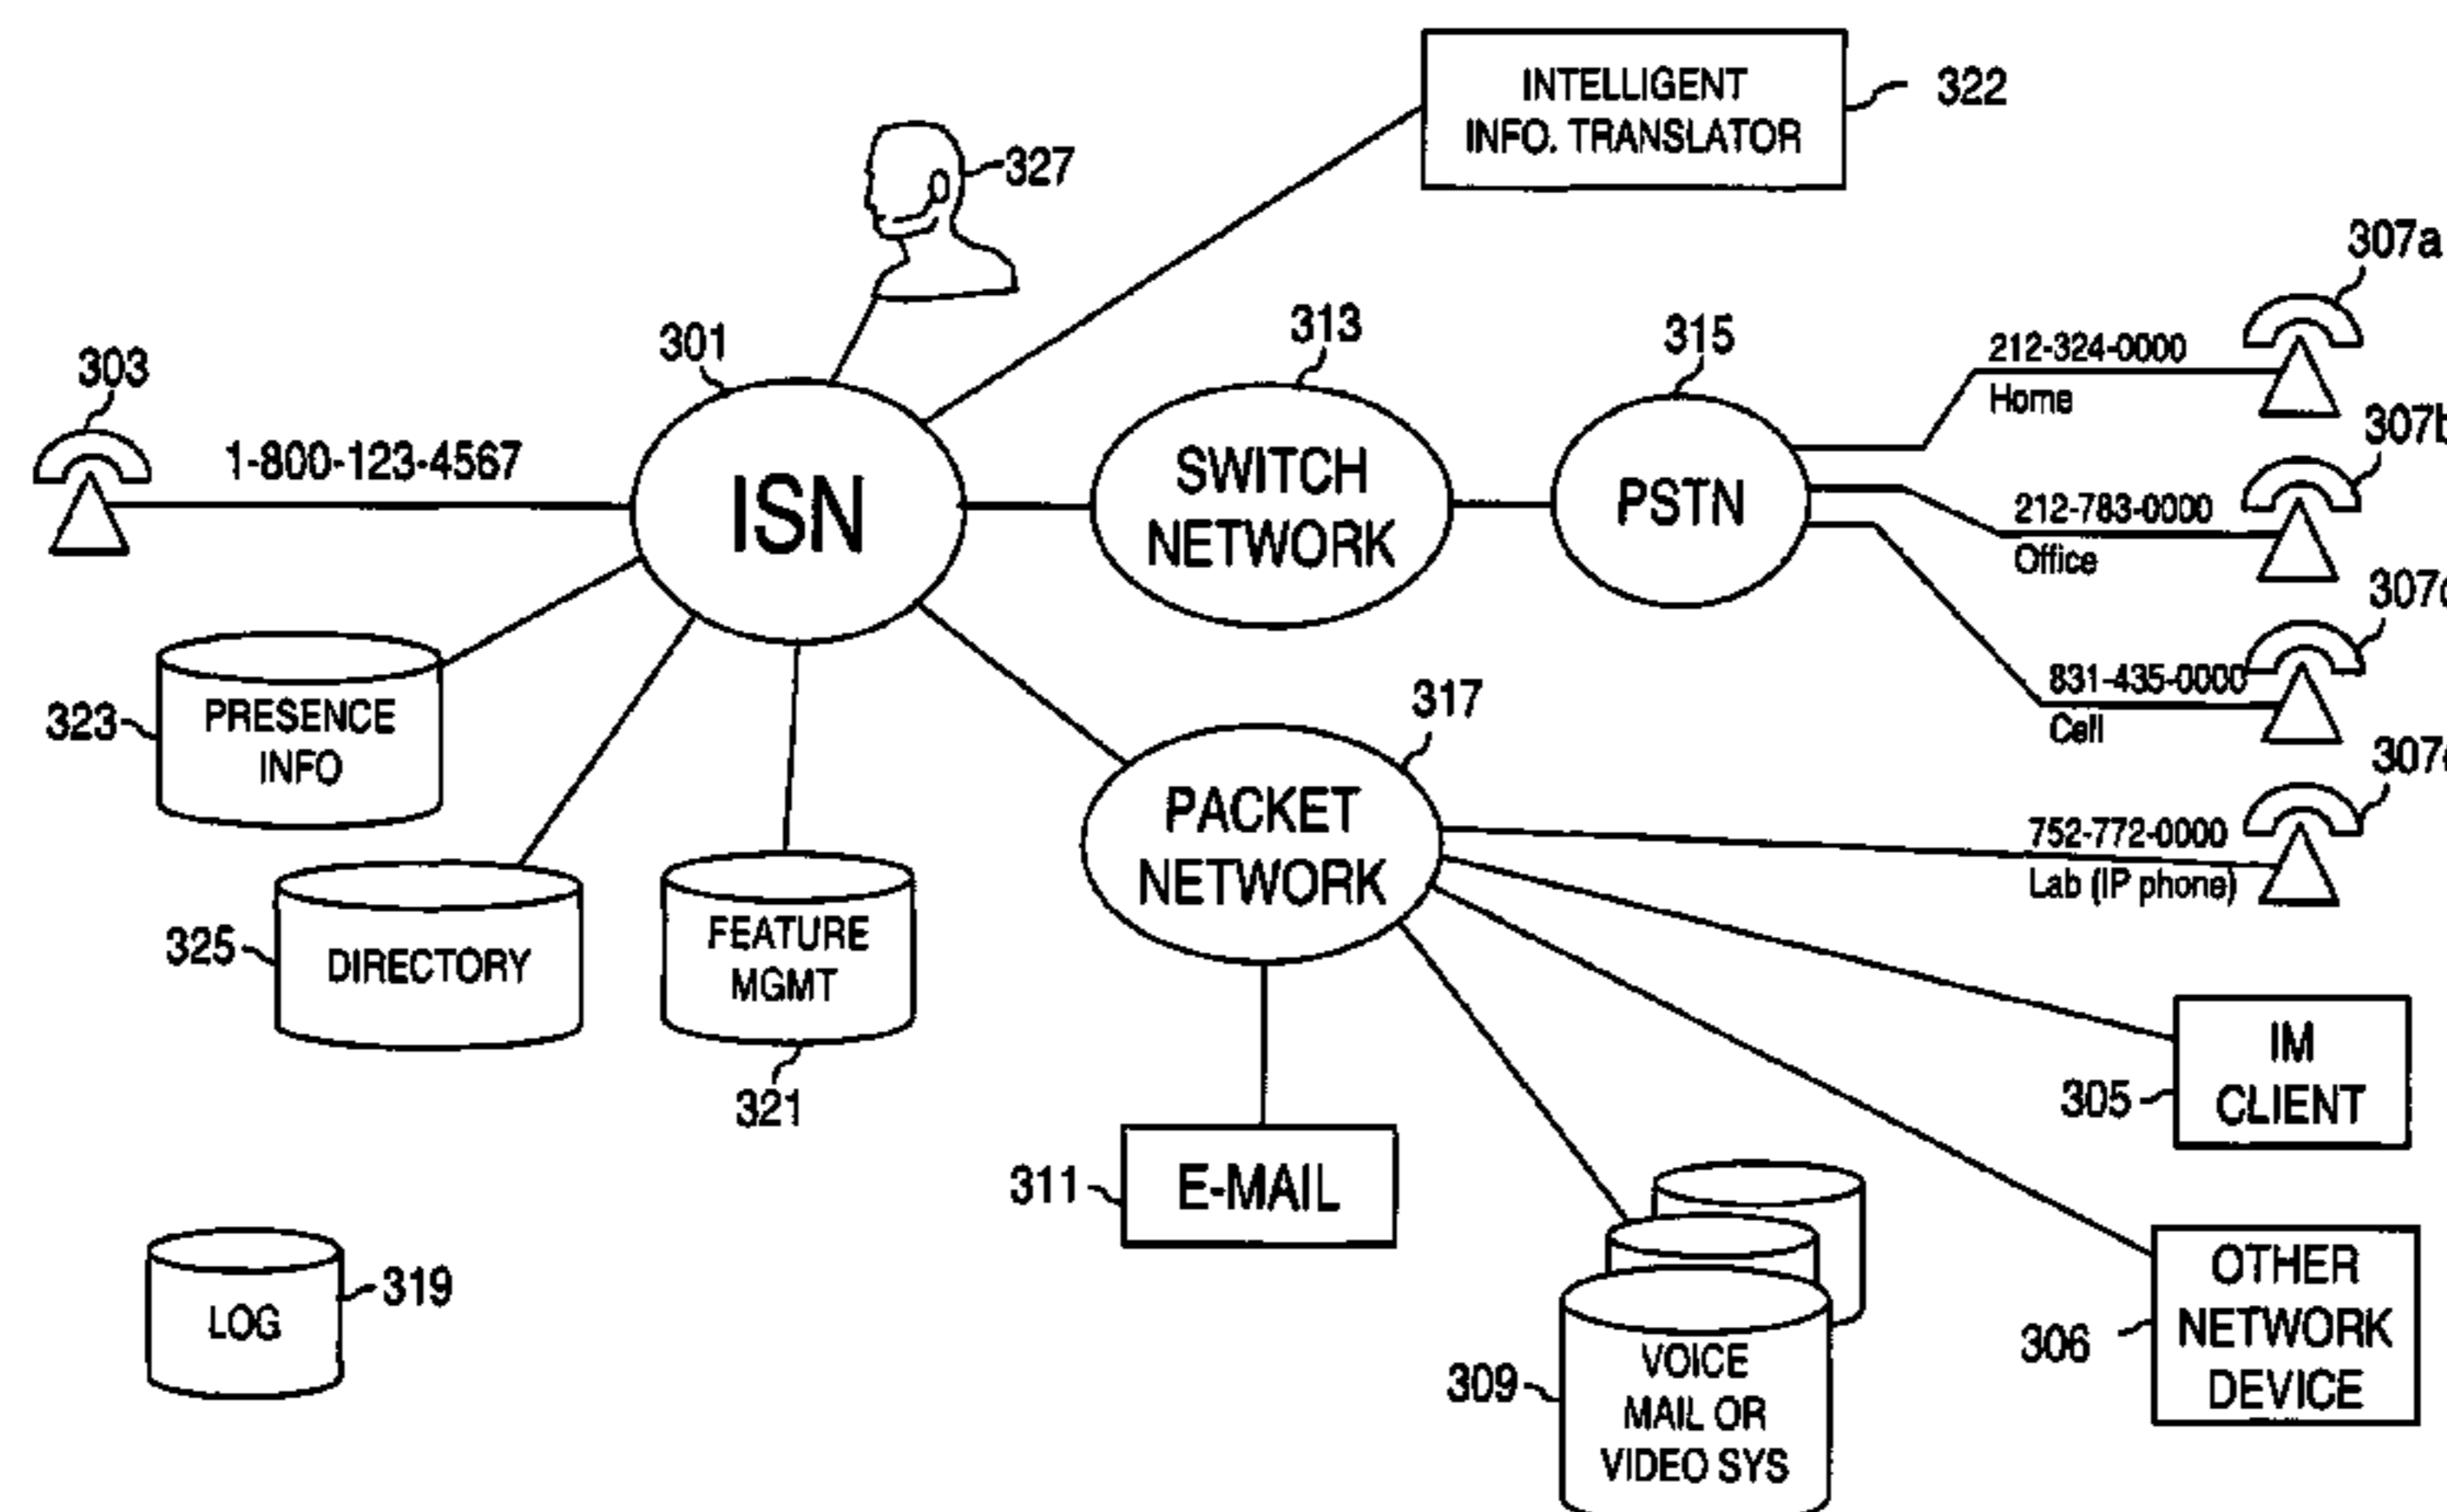 INTELLIGENT
INFO. TRANSLATOR
322
327
307a
301
313
315
212-324-0000
Home
303
1-800-123-4567
ISN
SWITCH
NETWORK
PSTN
307b
212-783-0000
Office
831-435-0000
Cell
323
PRESENCE
INFO
317
PACKET
NETWORK
752-772-0000
Lab (IP phone)
325
DIRECTORY
FEATURE
MGMT
321
305
IM
CLIENT
311
E-MAIL
319
LOG
309
VOICE
MAIL OR
VIDEO SYS
306
OTHER
NETWORK
DEVICE